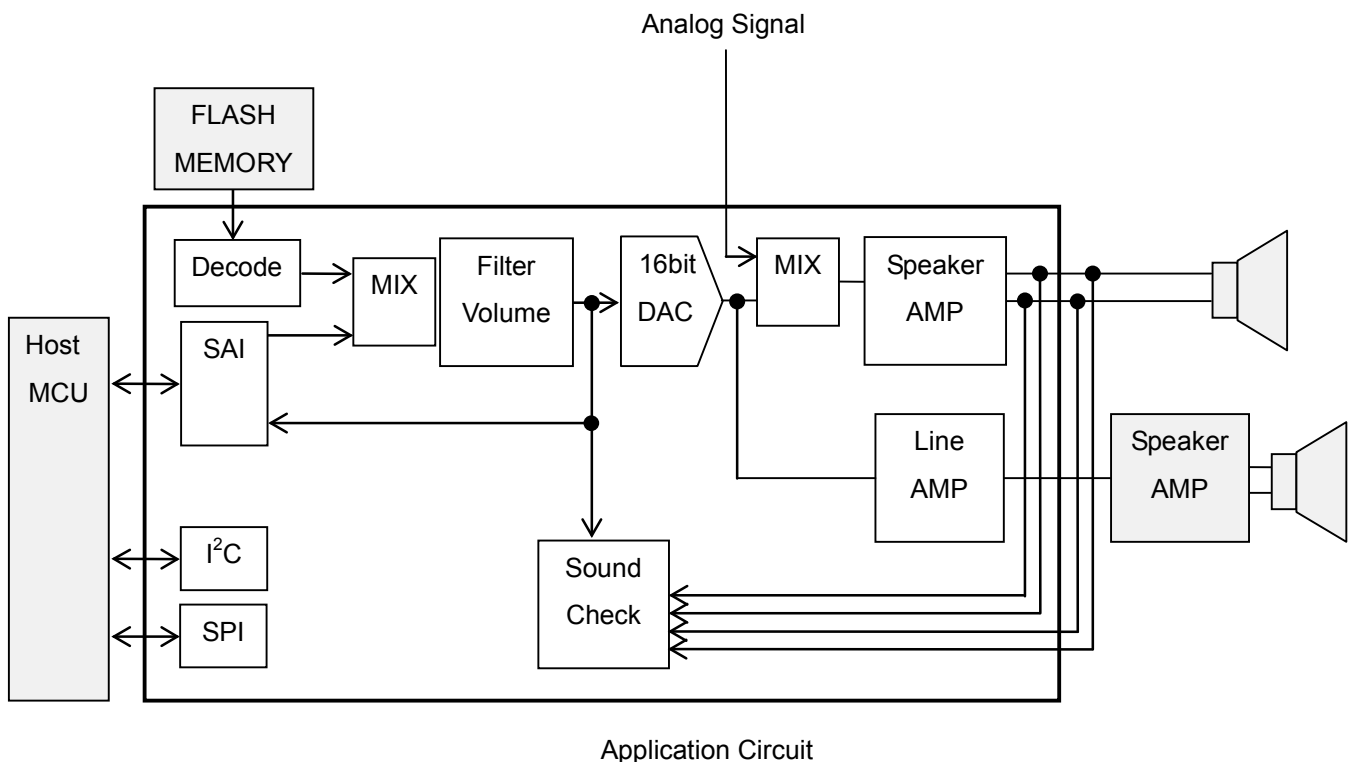 Analog Signal
FLASH
MEMORY
Decode
MIX
Filter
Volume
16bit
DAC
MIX
Speaker
AMP
Host
MCU
SAI
Line
AMP
Speaker
AMP
I²C
SPI
Sound
Check
Application Circuit